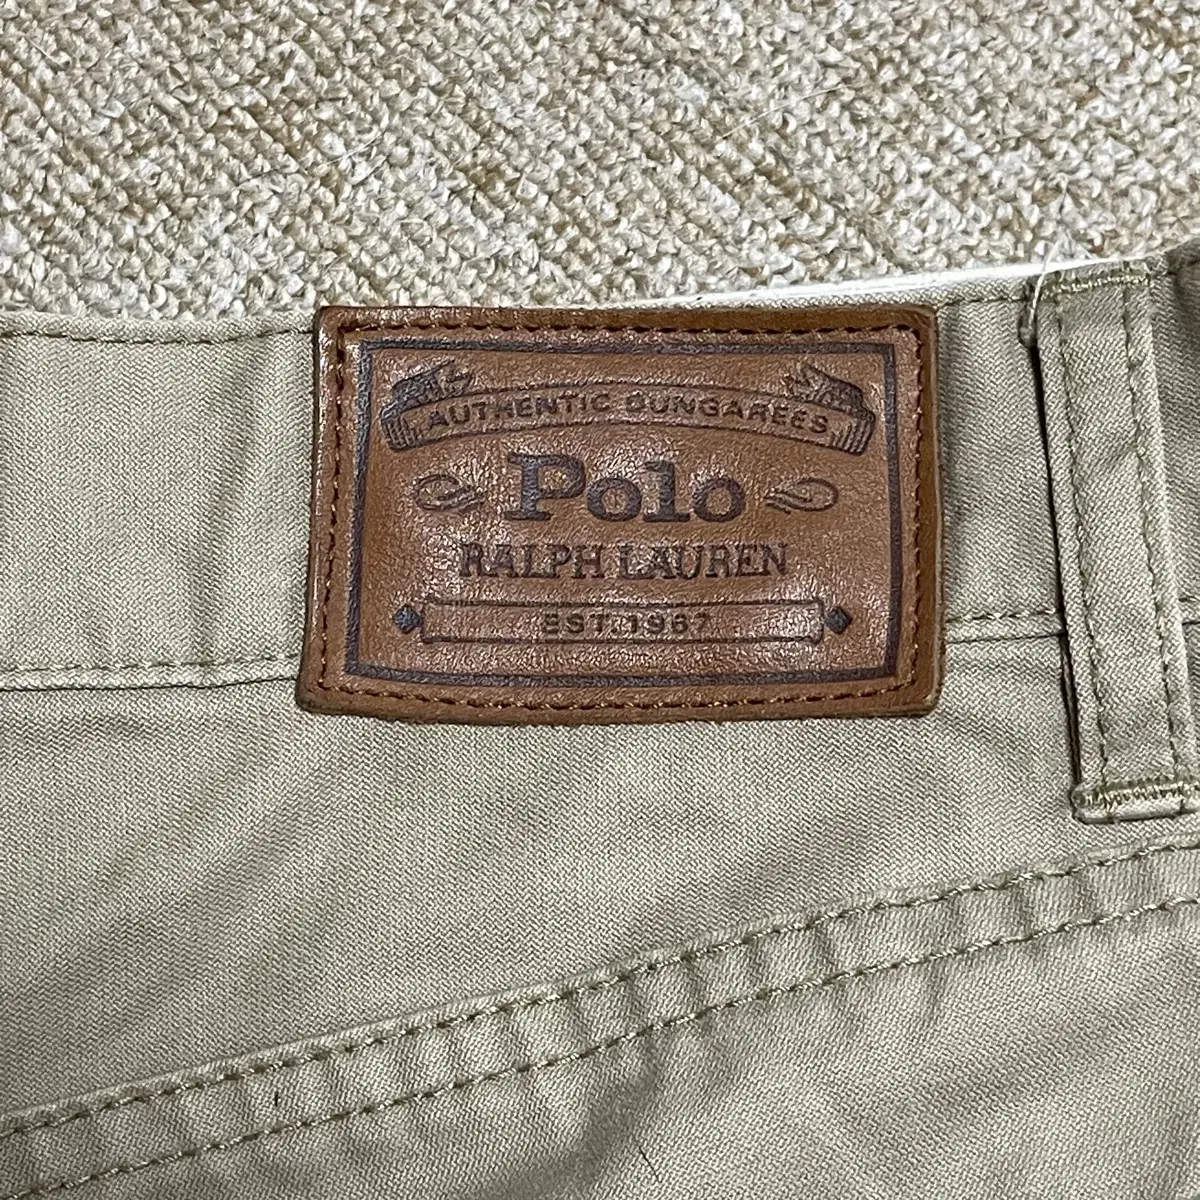 AUTHENTIC DUNGAREES
Polo
RALPH LAUREN
EST. 1967